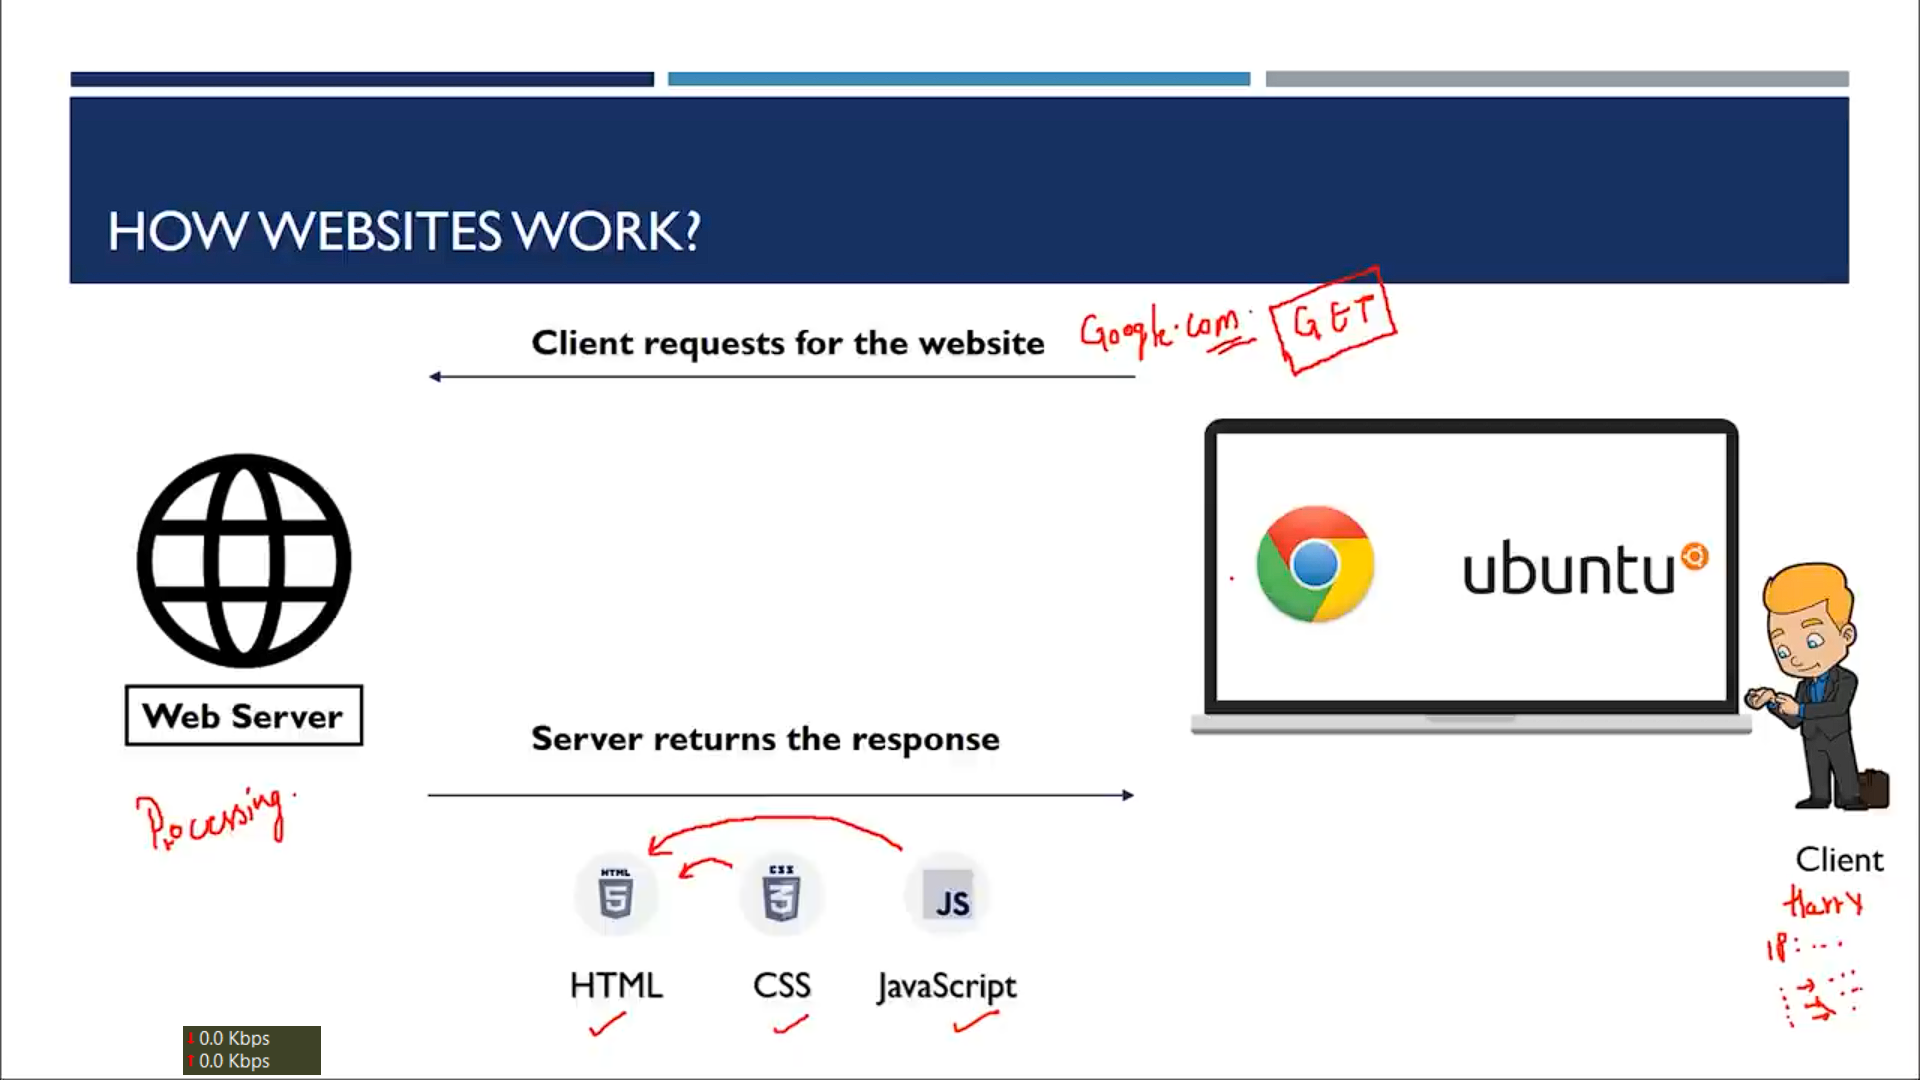 HOW WEBSITES WORK?
Client requests for the website
Google.com
GET
ubuntu
Web Server
Server returns the response
Processing.
HTML
5
CSS
3
JS
HTML
CSS
JavaScript
Client
Harry
IP: ...
0.0 Kbps
0.0 Kbps